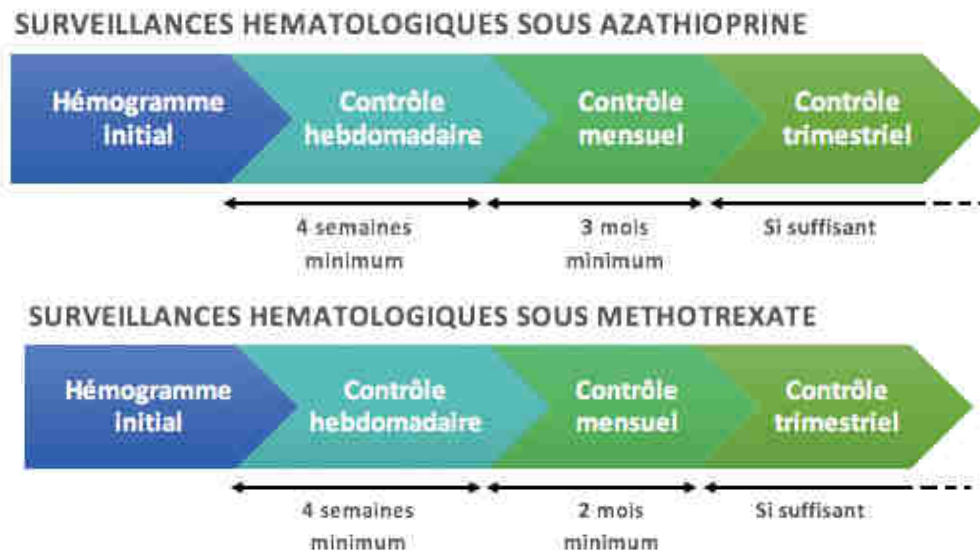 SURVEILLANCES HEMATOLOGIQUES SOUS AZATHIOPRINE
Hémogramme
initial
Contrôle
hebdomadaire
Contrôle
mensuel
Contrôle
trimestriel
4 semaines
minimum
3 mois
minimum
Si suffisant
SURVEILLANCES HEMATOLOGIQUES SOUS METHOTREXATE
Hémogramme
initial
Contrôle
hebdomadaire
Contrôle
mensuel
Contrôle
trimestriel
4 semaines
minimum
2 mois
minimum
Si suffisant